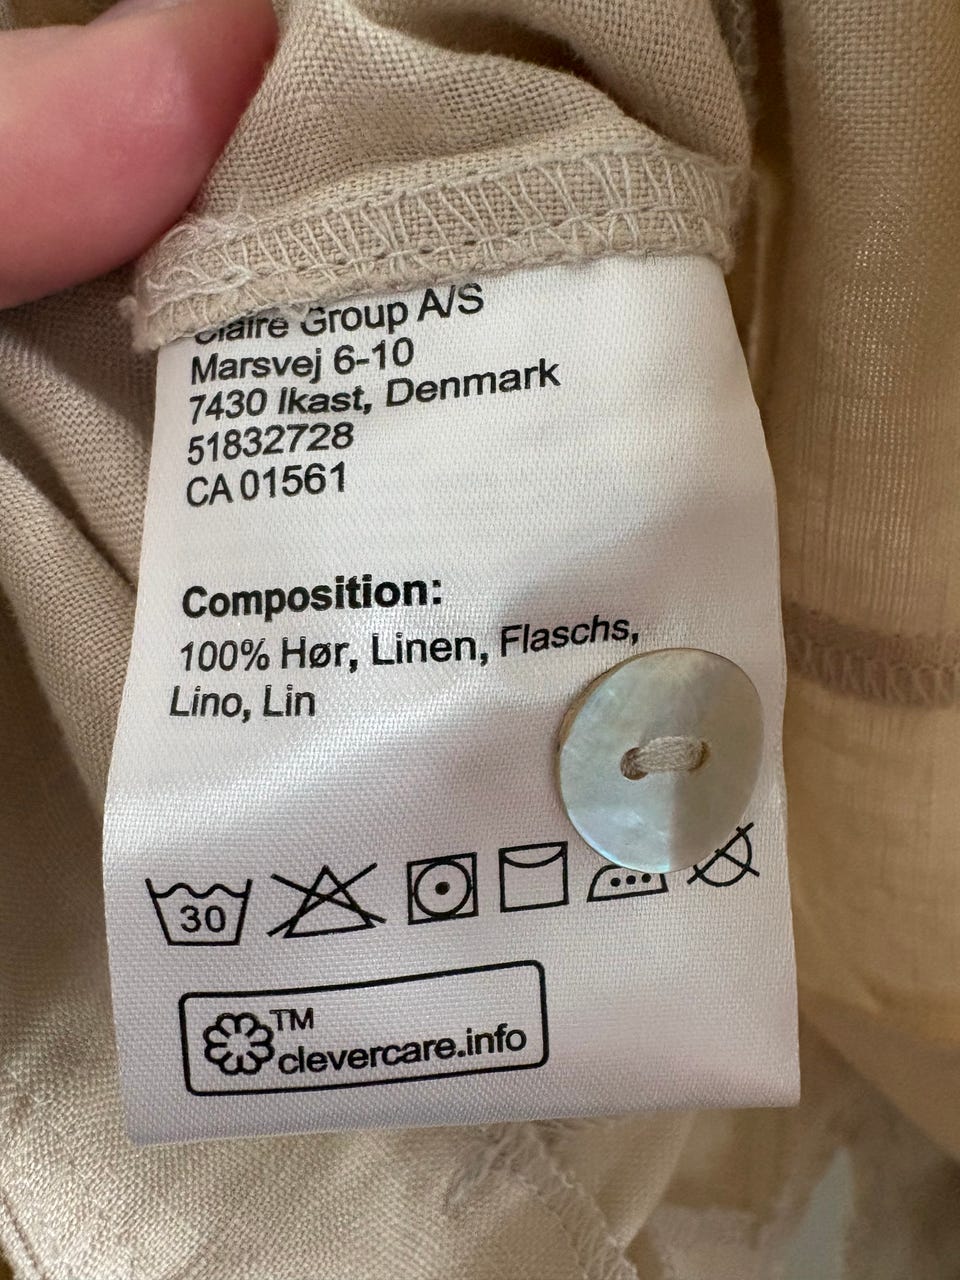 Claire Group A/S
Marsvej 6-10
7430 Ikast, Denmark
51832728
CA 01561
Composition:
100% Hør, Linen, Flaschs,
Lino, Lin
30
TM
clevercare.info